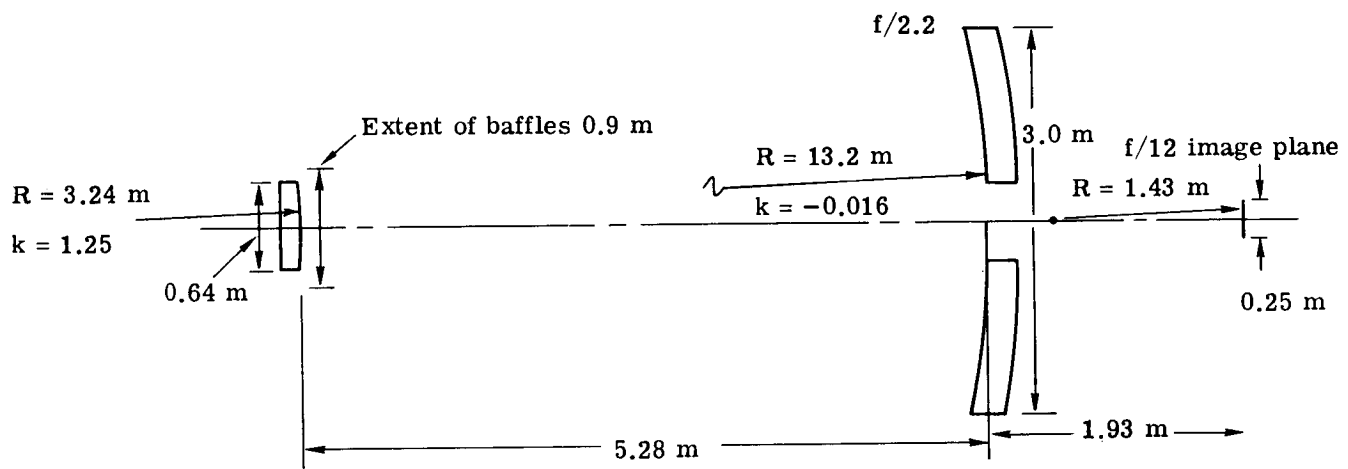 f/2.2
Extent of baffles 0.9 m
3.0 m
R = 13.2 m
f/12 image plane
R = 3.24 m
k = −0.016
R = 1.43 m
k = 1.25
0.64 m
0.25 m
5.28 m
1.93 m